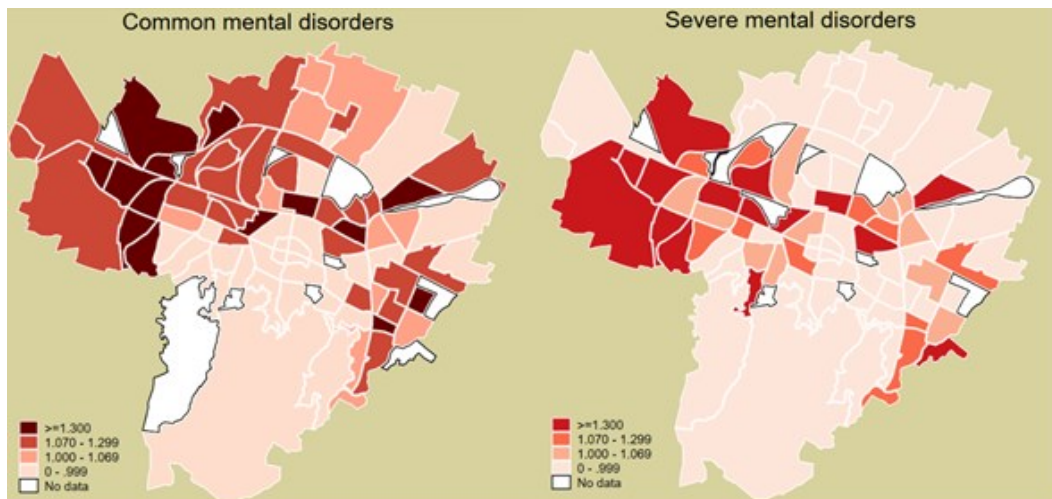 Common mental disorders
>=1.300
1.070 - 1.299
1.000 - 1.069
0 - .999
No data
Severe mental disorders
>=1.300
1.070 - 1.299
1.000 - 1.069
0 - .999
No data